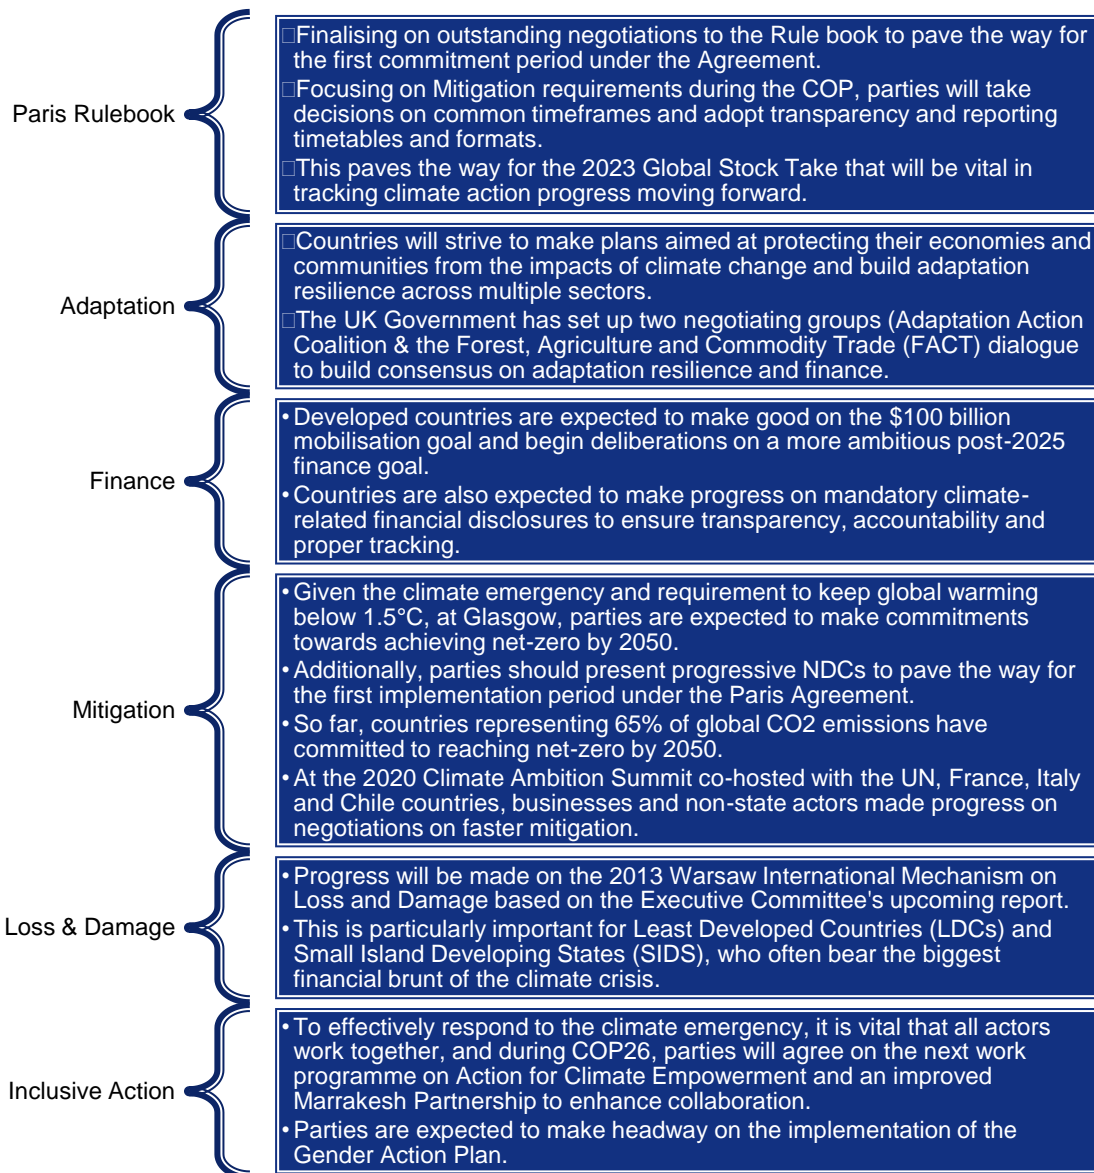 Paris Rulebook
□Finalising on outstanding negotiations to the Rule book to pave the way for
the first commitment period under the Agreement.
□Focusing on Mitigation requirements during the COP, parties will take
decisions on common timeframes and adopt transparency and reporting
timetables and formats.
□This paves the way for the 2023 Global Stock Take that will be vital in
tracking climate action progress moving forward.
Adaptation
□Countries will strive to make plans aimed at protecting their economies and
communities from the impacts of climate change and build adaptation
resilience across multiple sectors.
□The UK Government has set up two negotiating groups (Adaptation Action
Coalition & the Forest, Agriculture and Commodity Trade (FACT) dialogue
to build consensus on adaptation resilience and finance.
Finance
• Developed countries are expected to make good on the $100 billion
mobilisation goal and begin deliberations on a more ambitious post-2025
finance goal.
• Countries are also expected to make progress on mandatory climate-
related financial disclosures to ensure transparency, accountability and
proper tracking.
Mitigation
• Given the climate emergency and requirement to keep global warming
below 1.5°C, at Glasgow, parties are expected to make commitments
towards achieving net-zero by 2050.
• Additionally, parties should present progressive NDCs to pave the way for
the first implementation period under the Paris Agreement.
• So far, countries representing 65% of global CO2 emissions have
committed to reaching net-zero by 2050.
• At the 2020 Climate Ambition Summit co-hosted with the UN, France, Italy
and Chile countries, businesses and non-state actors made progress on
negotiations on faster mitigation.
Loss & Damage
• Progress will be made on the 2013 Warsaw International Mechanism on
Loss and Damage based on the Executive Committee's upcoming report.
• This is particularly important for Least Developed Countries (LDCs) and
Small Island Developing States (SIDS), who often bear the biggest
financial brunt of the climate crisis.
Inclusive Action
• To effectively respond to the climate emergency, it is vital that all actors
work together, and during COP26, parties will agree on the next work
programme on Action for Climate Empowerment and an improved
Marrakesh Partnership to enhance collaboration.
• Parties are expected to make headway on the implementation of the
Gender Action Plan.